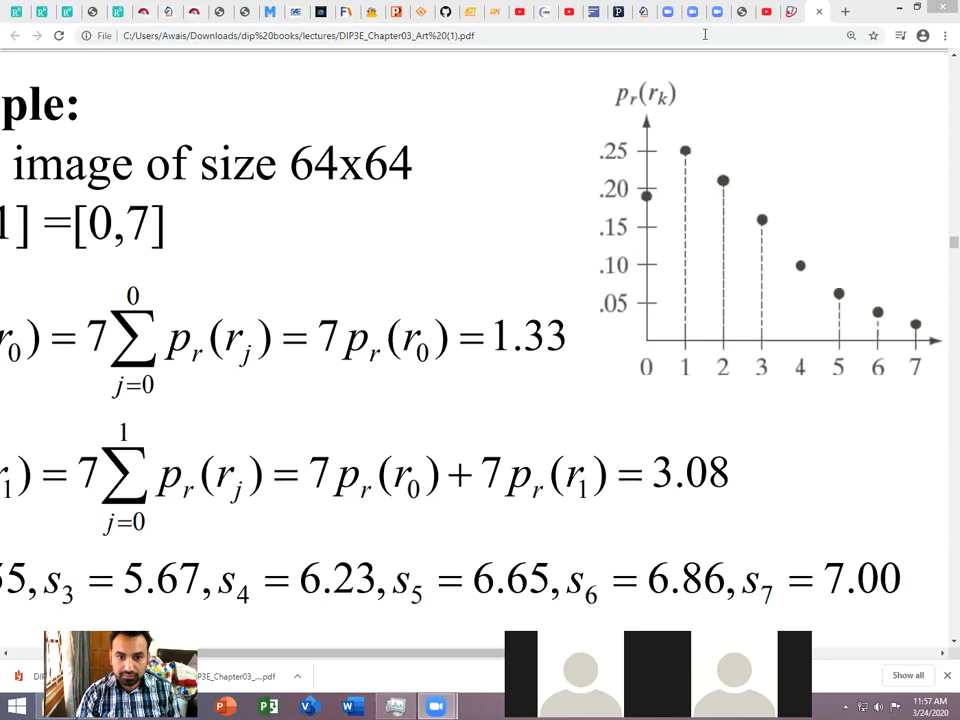 File | C:/Users/Awais/Downloads/dip%20books/lectures/DIP3E_Chapter03_Art%20(1).pdf
ple:
image of size 64x64
1] =[0,7]
p_r(r_k)
.25
.20
.15
.10
.05
0 1 2 3 4 5 6 7
r_0) = 7 ∑_{j=0}^{0} p_r(r_j) = 7 p_r(r_0) = 1.33
r_1) = 7 ∑_{j=0}^{1} p_r(r_j) = 7 p_r(r_0) + 7 p_r(r_1) = 3.08
55, s_3 = 5.67, s_4 = 6.23, s_5 = 6.65, s_6 = 6.86, s_7 = 7.00
DIP3E_Chapter03_....pdf
Show all
11:57 AM
3/24/2020